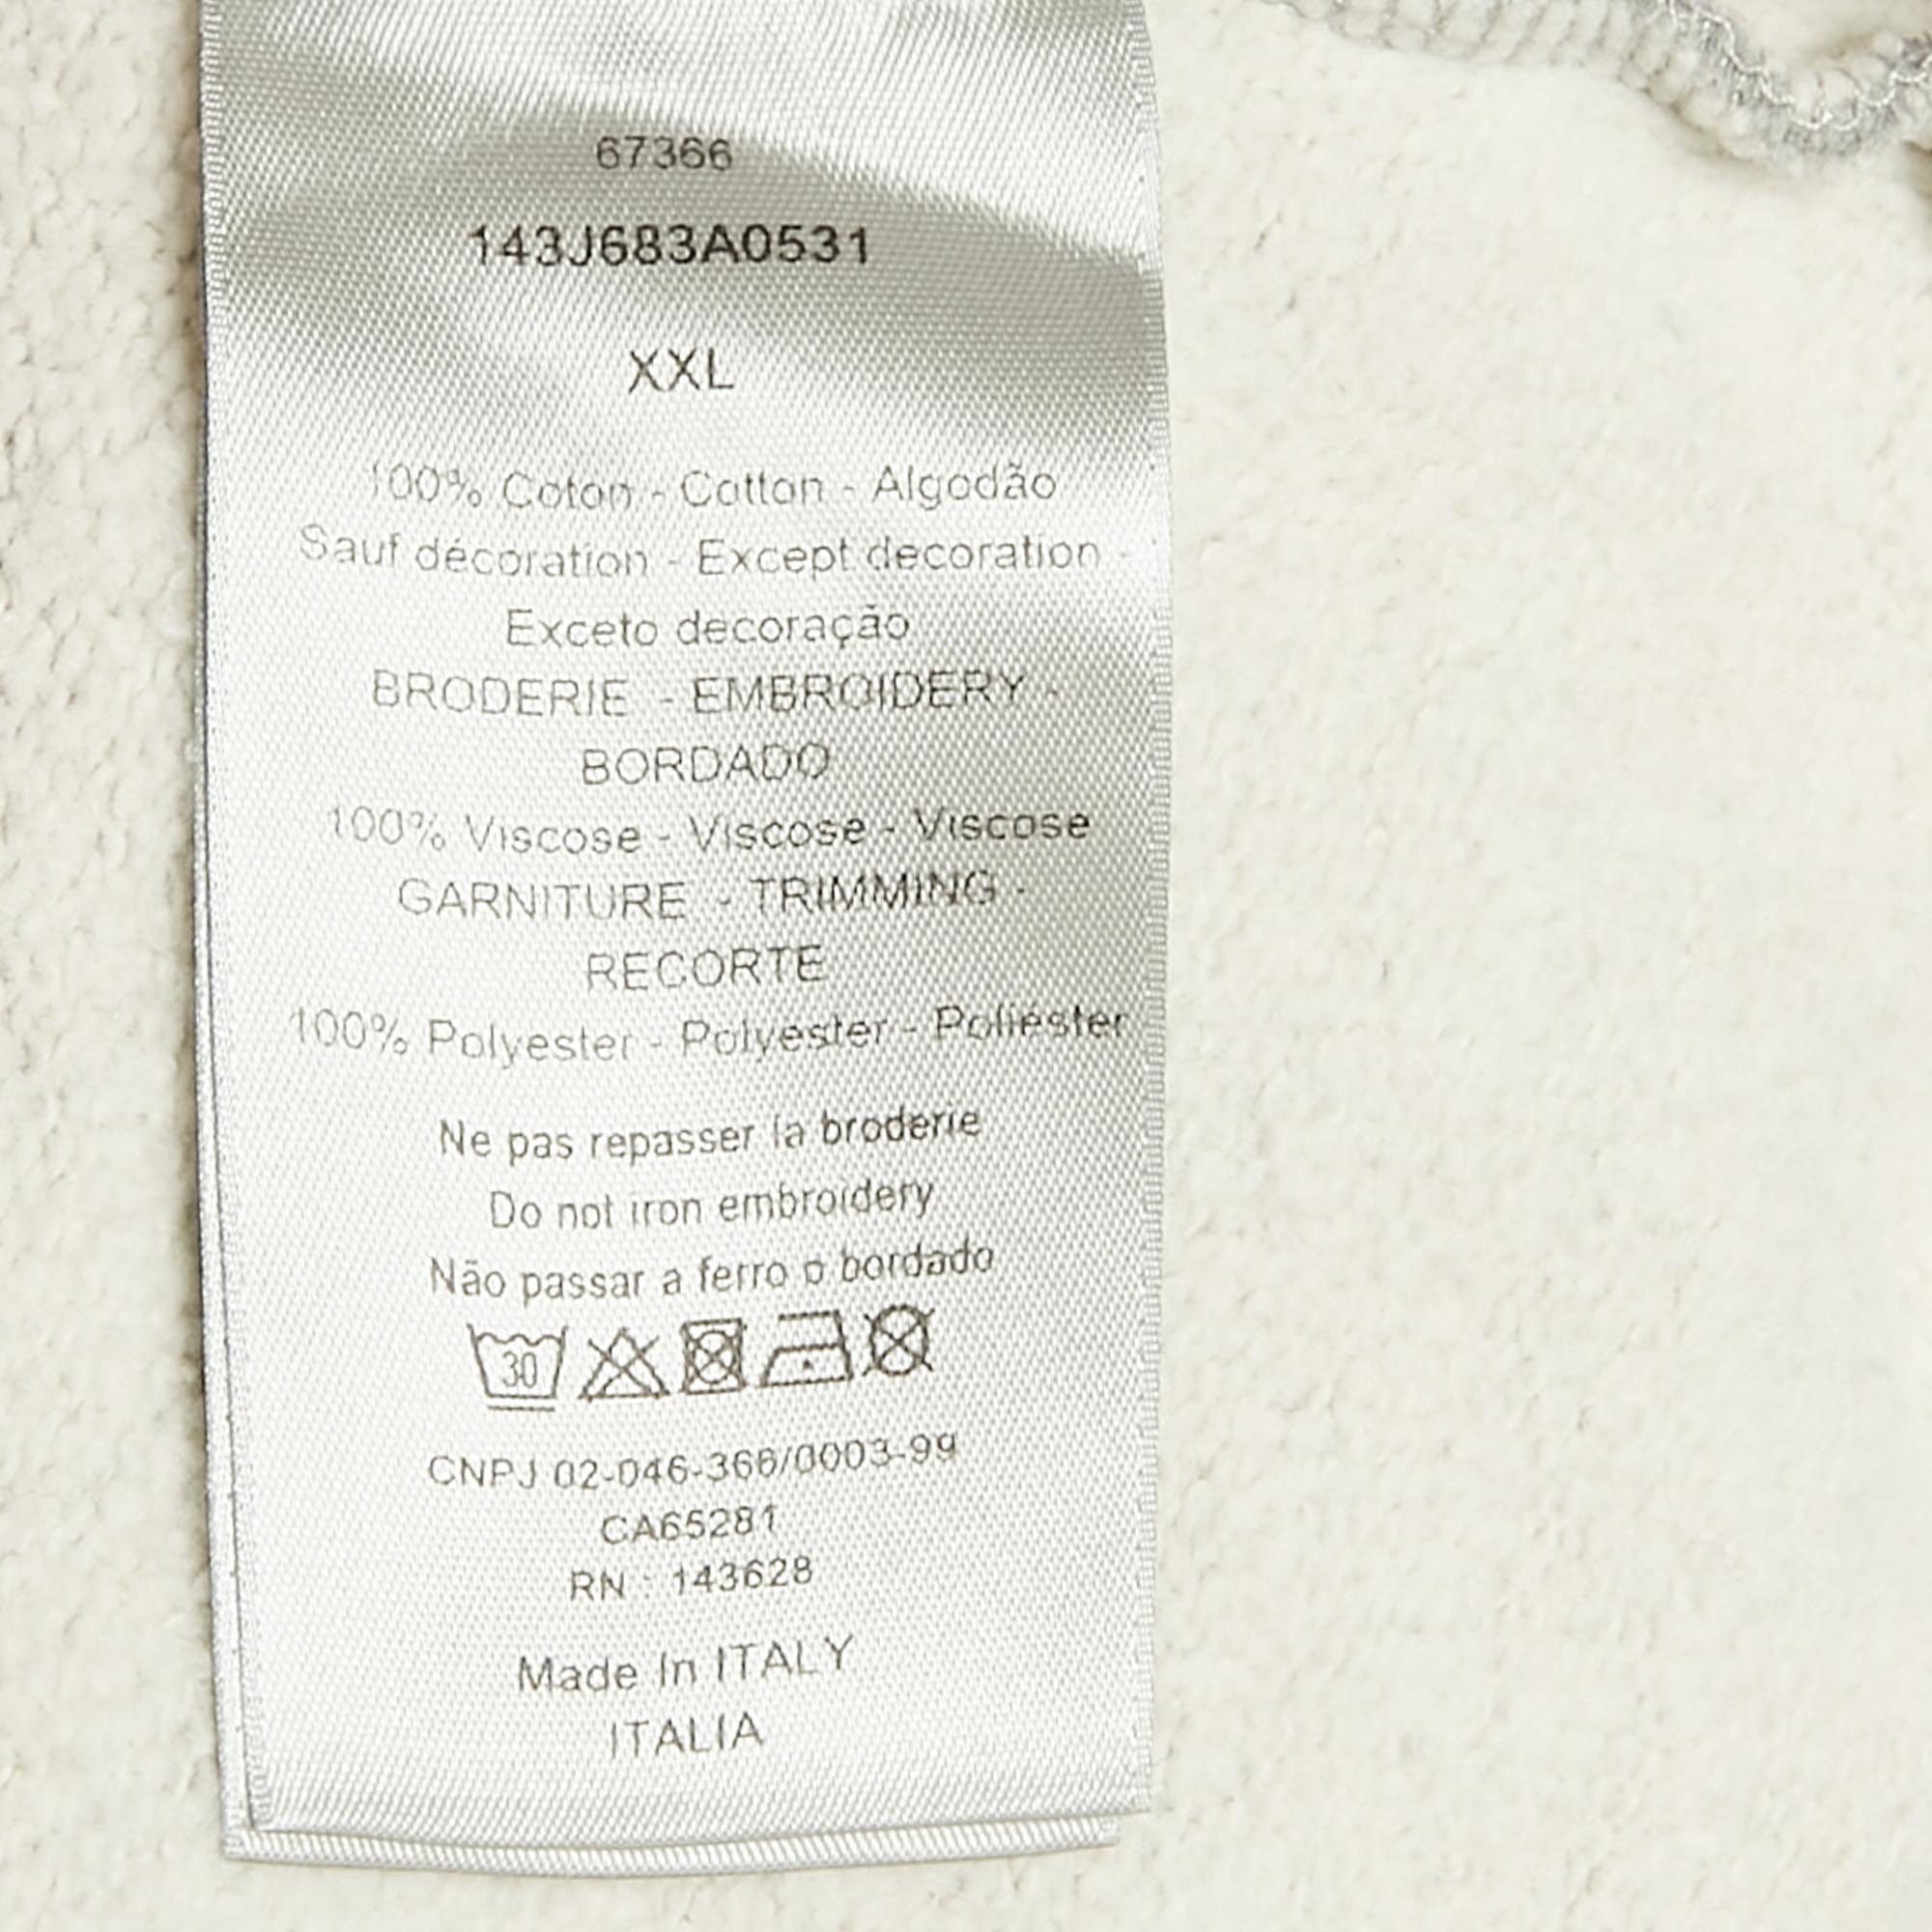 67366
143J683A0531
XXL
100% Coton - Cotton - Algodão
Sauf décoration - Except decoration -
Exceto decoração
BRODERIE - EMBROIDERY -
BORDADO
100% Viscose - Viscose - Viscose
GARNITURE - TRIMMING -
RECORTE
100% Polyester - Polyester - Poliéster
Ne pas repasser la broderie
Do not iron embroidery
Não passar a ferro o bordado
30
CNPJ 02-046-366/0003-99
CA65281
RN : 143628
Made In ITALY
ITALIA